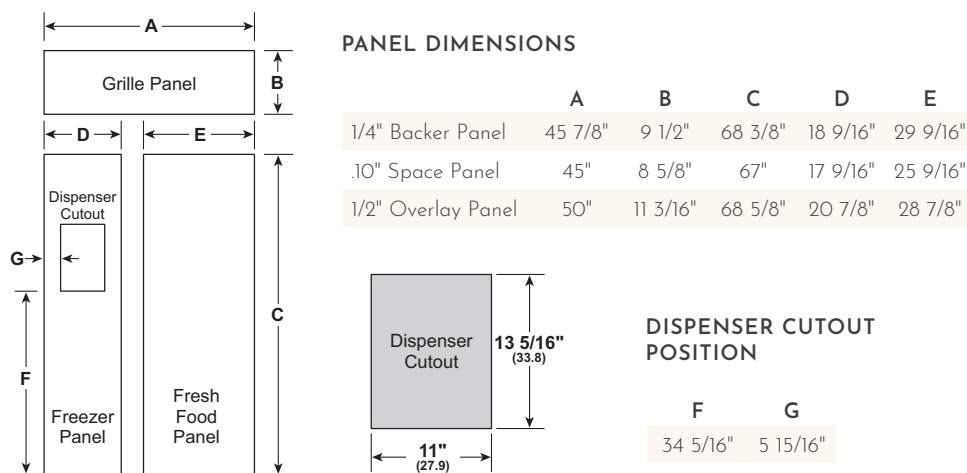 A
Grille Panel
B
D
E
Dispenser
Cutout
G
F
C
Freezer
Panel
Fresh
Food
Panel
PANEL DIMENSIONS
A B C D E
1/4" Backer Panel 45 7/8" 9 1/2" 68 3/8" 18 9/16" 29 9/16"
.10" Space Panel 45" 8 5/8" 67" 17 9/16" 25 9/16"
1/2" Overlay Panel 50" 11 3/16" 68 5/8" 20 7/8" 28 7/8"
Dispenser
Cutout
13 5/16"
(33.8)
11"
(27.9)
DISPENSER CUTOUT
POSITION
F G
34 5/16" 5 15/16"